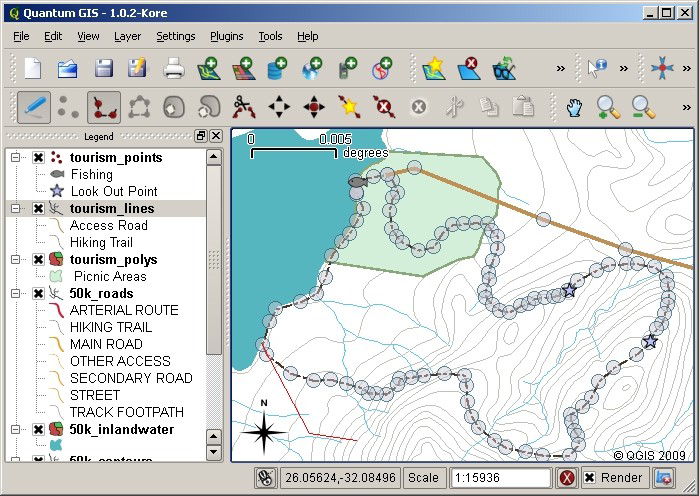 Quantum GIS - 1.0.2-Kore
File Edit View Layer Settings Plugins Tools Help
Legend
tourism_points
Fishing
Look Out Point
tourism_lines
Access Road
Hiking Trail
tourism_polys
Picnic Areas
50k_roads
ARTERIAL ROUTE
HIKING TRAIL
MAIN ROAD
OTHER ACCESS
SECONDARY ROAD
STREET
TRACK FOOTPATH
50k_inlandwater
50k_contours
0 0.005
degrees
N
© QGIS 2009
26.05624,-32.08496 Scale 1:15936 Render